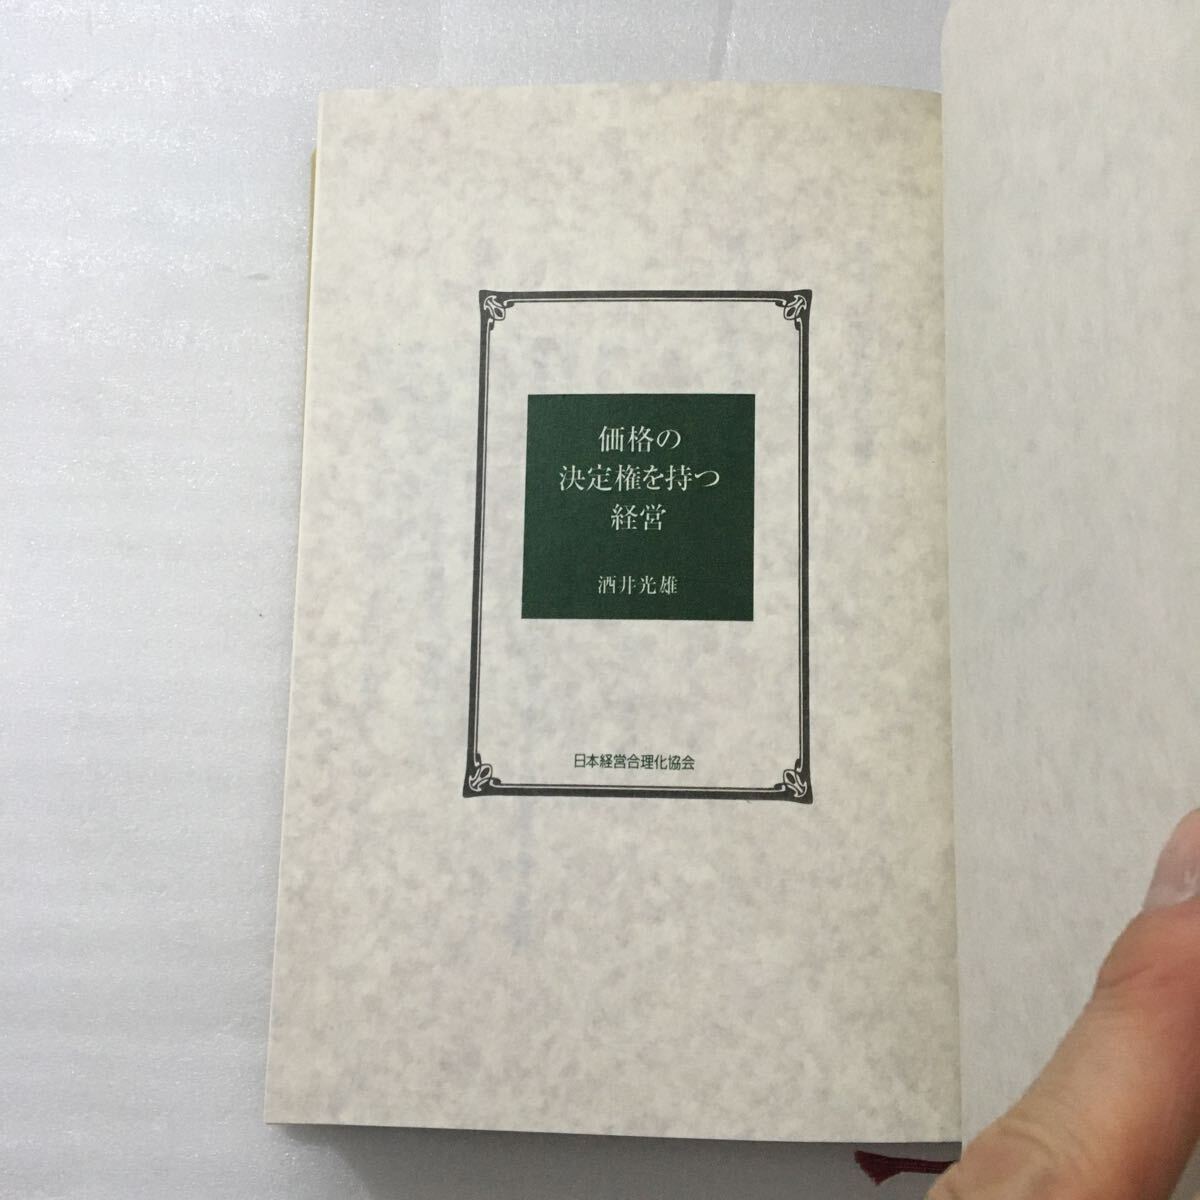 価格の
決定権を持つ
経営
酒井光雄
日本経営合理化協会